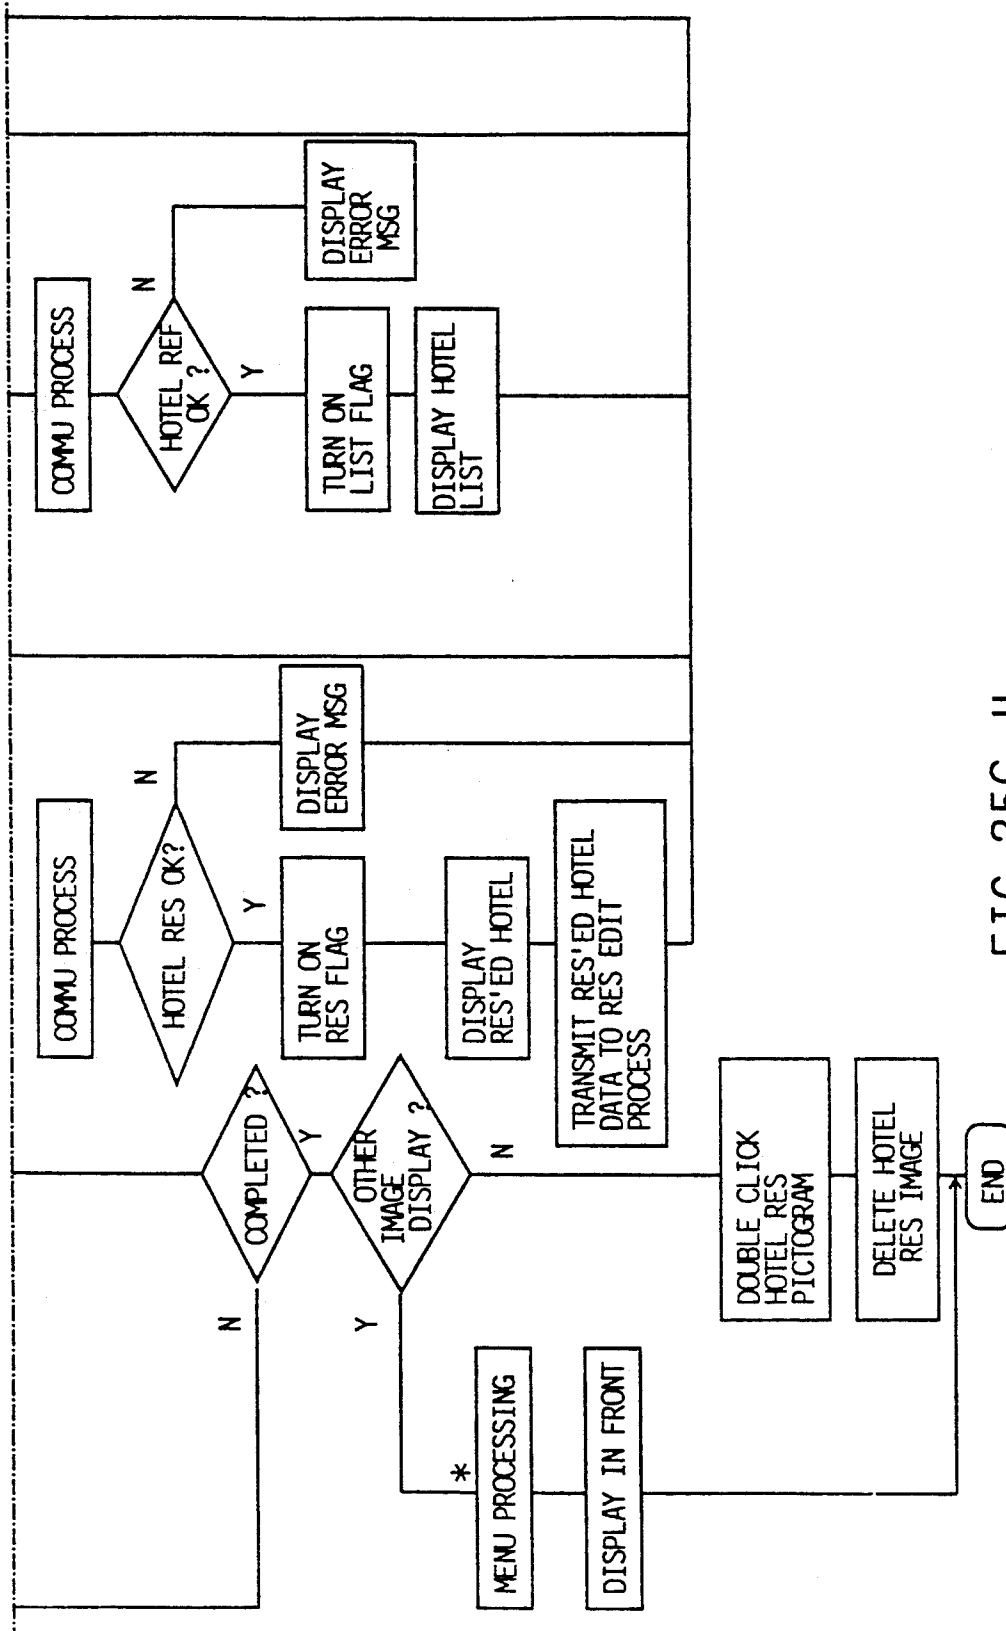 COMMU PROCESS
COMMU PROCESS
HOTEL RES OK?
N
HOTEL REF
OK ?
N
N
COMPLETED ?
Y
Y
Y
TURN ON
RES FLAG
DISPLAY
ERROR MSG
TURN ON
LIST FLAG
DISPLAY
ERROR
MSG
Y
OTHER
IMAGE
DISPLAY ?
N
*
MENU PROCESSING
DISPLAY
RES'ED HOTEL
DISPLAY HOTEL
LIST
DISPLAY IN FRONT
TRANSMIT RES'ED HOTEL
DATA TO RES EDIT
PROCESS
DOUBLE CLICK
HOTEL RES
PICTOGRAM
DELETE HOTEL
RES IMAGE
END